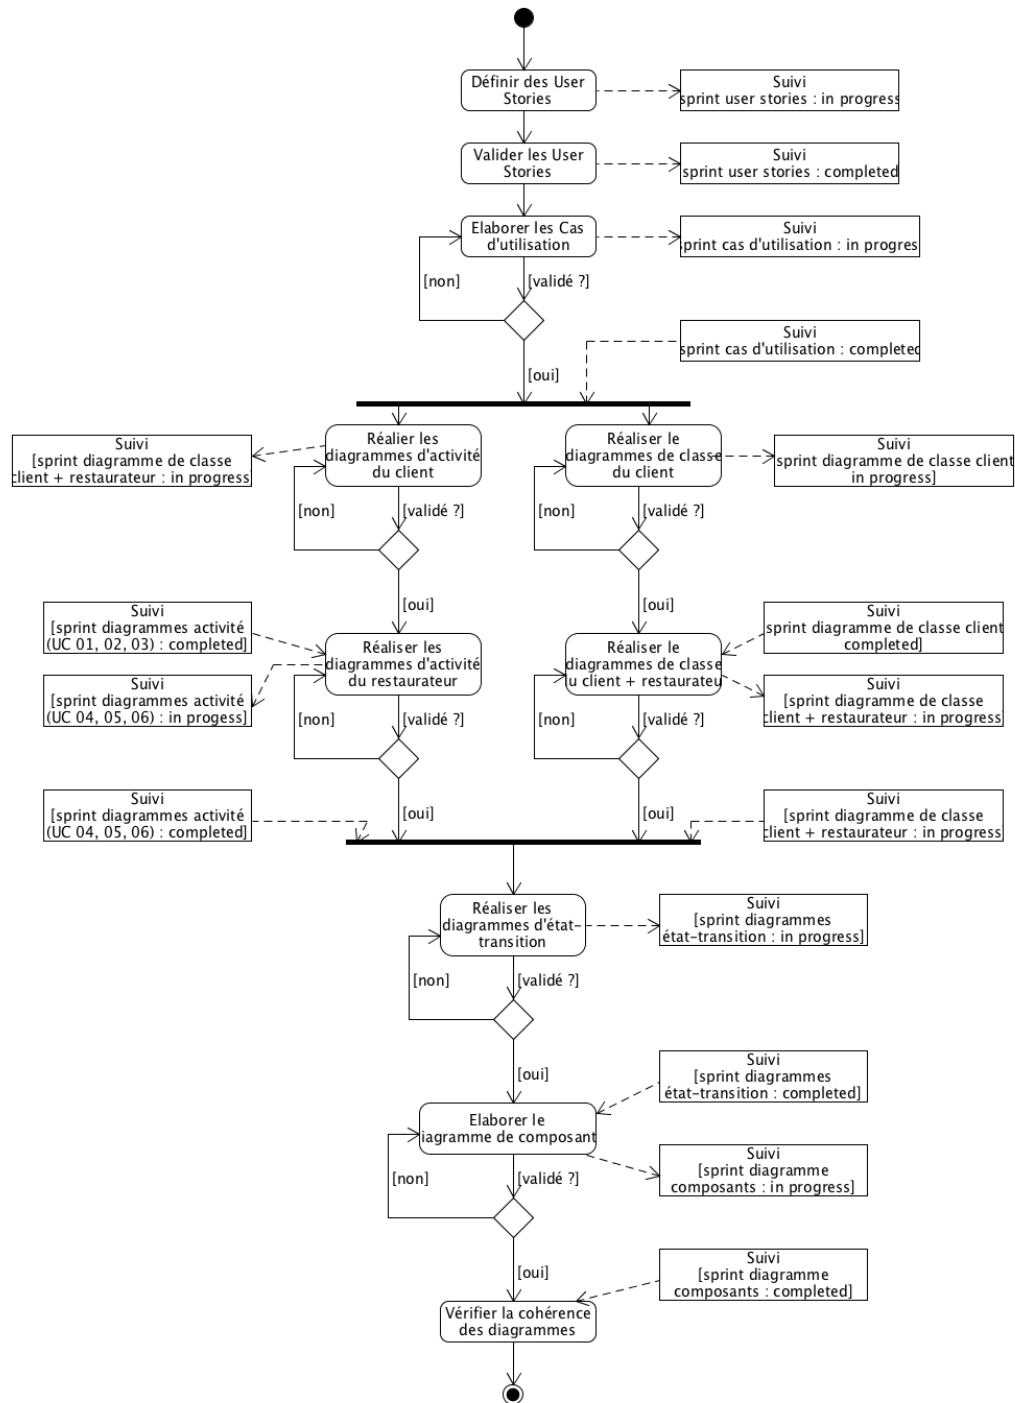 Définir des User
Stories
Suivi
sprint user stories : in progress
Valider les User
Stories
Suivi
sprint user stories : completed
Elaborer les Cas
d'utilisation
Suivi
print cas d'utilisation : in progres
[non]
[validé ?]
Suivi
sprint cas d'utilisation : completed
[oui]
Suivi
[sprint diagramme de classe
client + restaurateur : in progress
Réalier les
diagrammes d'activité
du client
Réaliser le
diagrammes de classe
du client
Suivi
sprint diagramme de classe client
in progress]
[non]
[validé ?]
[non]
[validé ?]
[oui]
[oui]
Suivi
[sprint diagrammes activité
(UC 01, 02, 03) : completed]
Réaliser les
diagrammes d'activité
du restaurateur
Réaliser le
diagrammes de classe
u client + restaurateu
Suivi
sprint diagramme de classe client
completed]
Suivi
[sprint diagrammes activité
(UC 04, 05, 06) : in progess]
Suivi
[sprint diagramme de classe
client + restaurateur : in progress
[non]
[validé ?]
[non]
[validé ?]
Suivi
[sprint diagrammes activité
(UC 04, 05, 06) : completed]
[oui]
[oui]
Suivi
[sprint diagramme de classe
client + restaurateur : in progress
Réaliser les
diagrammes d'état-
transition
Suivi
[sprint diagrammes
état-transition : in progress]
[non]
[validé ?]
[oui]
Suivi
[sprint diagrammes
état-transition : completed]
Elaborer le
iagramme de composant
Suivi
[sprint diagramme
composants : in progress]
[non]
[validé ?]
[oui]
Suivi
[sprint diagramme
composants : completed]
Vérifier la cohérence
des diagrammes